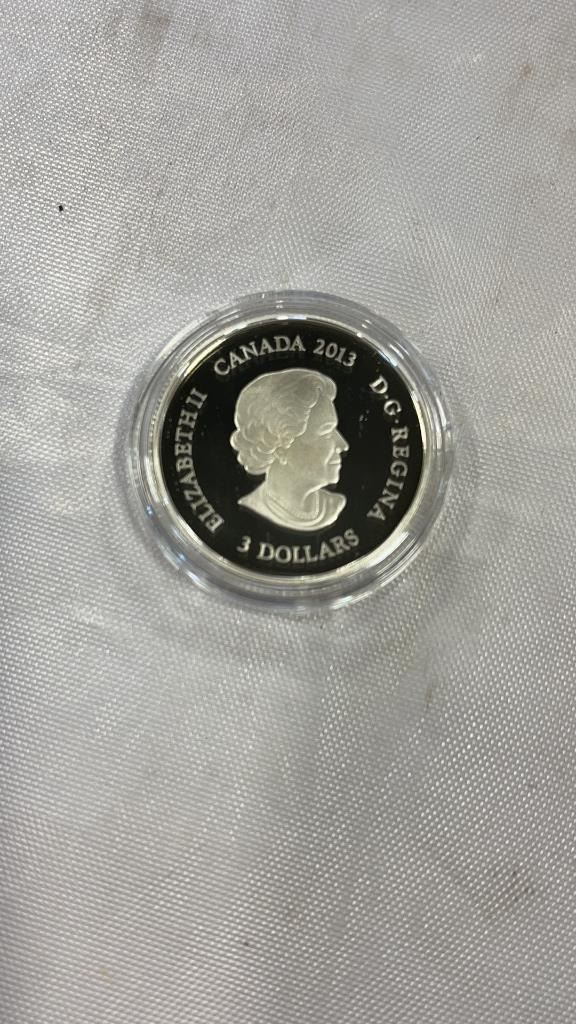 ELIZABETH II
CANADA 2013
D·G·REGINA
3 DOLLARS